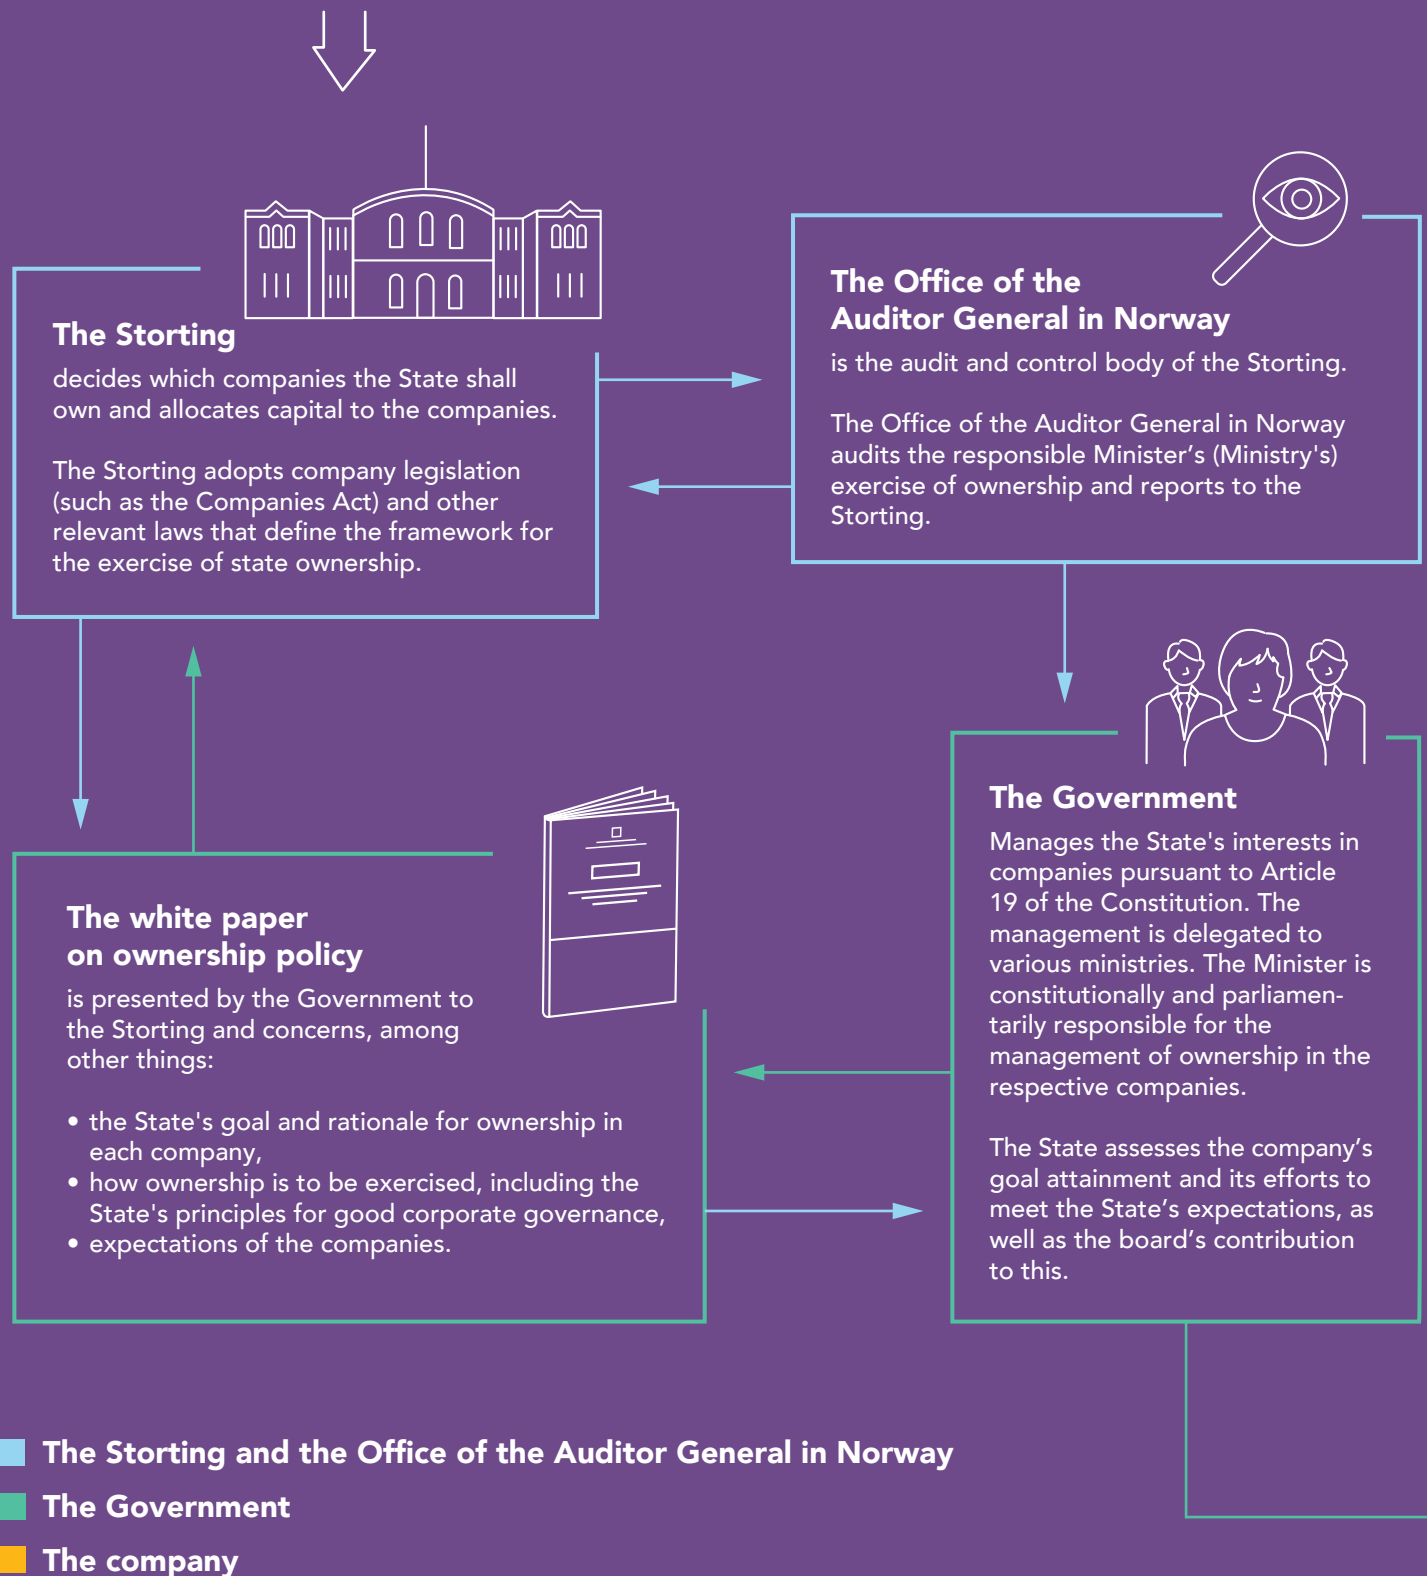 The Storting
decides which companies the State shall
own and allocates capital to the companies.
The Storting adopts company legislation
(such as the Companies Act) and other
relevant laws that define the framework for
the exercise of state ownership.
The Office of the
Auditor General in Norway
is the audit and control body of the Storting.
The Office of the Auditor General in Norway
audits the responsible Minister’s (Ministry's)
exercise of ownership and reports to the
Storting.
The white paper
on ownership policy
is presented by the Government to
the Storting and concerns, among
other things:
• the State's goal and rationale for ownership in
each company,
• how ownership is to be exercised, including the
State's principles for good corporate governance,
• expectations of the companies.
The Government
Manages the State's interests in
companies pursuant to Article
19 of the Constitution. The
management is delegated to
various ministries. The Minister is
constitutionally and parliamen-
tarily responsible for the
management of ownership in the
respective companies.
The State assesses the company’s
goal attainment and its efforts to
meet the State’s expectations, as
well as the board’s contribution
to this.
The Storting and the Office of the Auditor General in Norway
The Government
The company